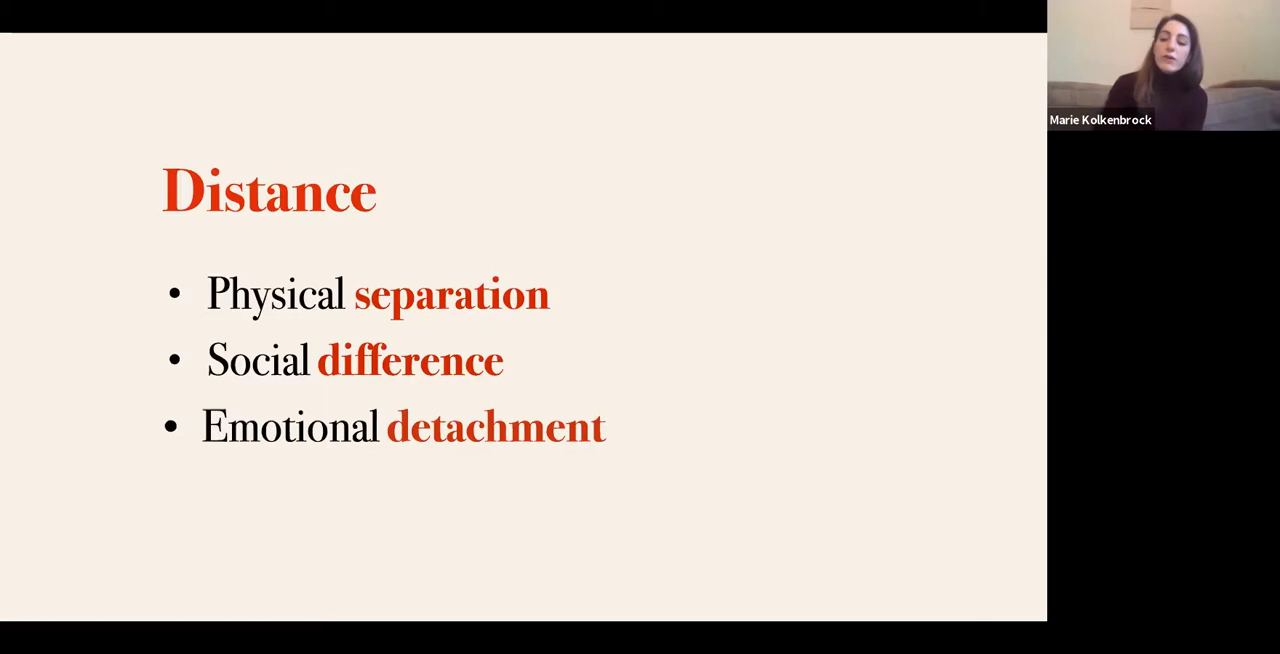 Distance
• Physical separation
• Social difference
• Emotional detachment
Marie Kolkenbrock